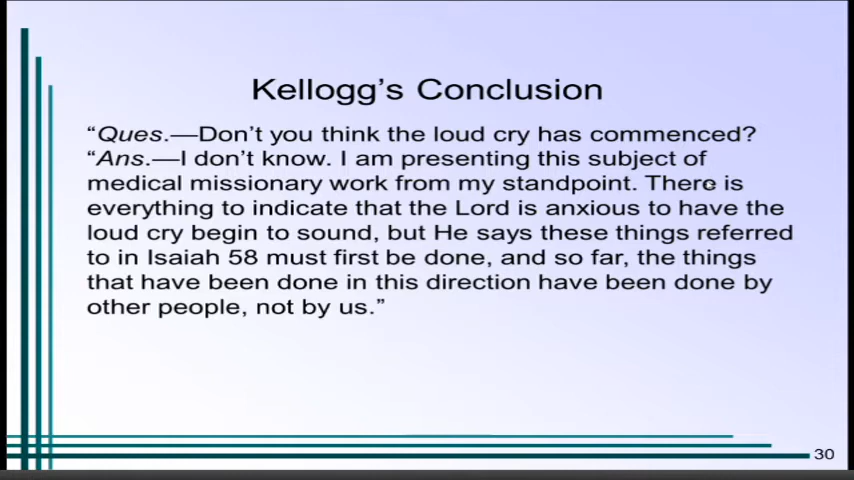 Kellogg's Conclusion
"Ques.—Don't you think the loud cry has commenced?
"Ans.—I don't know. I am presenting this subject of
medical missionary work from my standpoint. There is
everything to indicate that the Lord is anxious to have the
loud cry begin to sound, but He says these things referred
to in Isaiah 58 must first be done, and so far, the things
that have been done in this direction have been done by
other people, not by us."
30